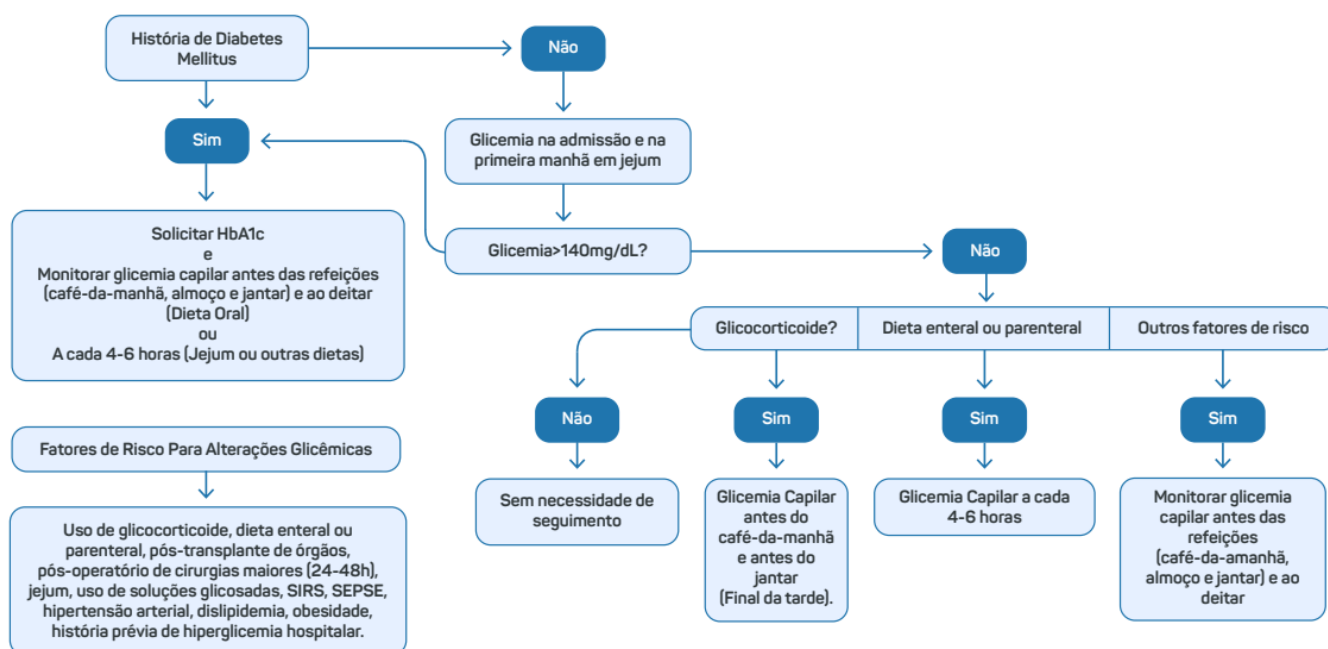 História de Diabetes
Mellitus
Não
Sim
Glicemia na admissão e na
primeira manhã em jejum
Solicitar HbA1c
e
Monitorar glicemia capilar antes das refeições
(café-da-manhã, almoço e jantar) e ao deitar
(Dieta Oral)
ou
A cada 4-6 horas (Jejum ou outras dietas)
Glicemia>140mg/dL?
Não
Glicocorticoide?
Dieta enteral ou parenteral
Outros fatores de risco
Não
Sim
Sim
Sim
Sem necessidade de
seguimento
Glicemia Capilar
antes do
café-da-manhã
e antes do
jantar
(Final da tarde).
Glicemia Capilar a cada
4-6 horas
Monitorar glicemia
capilar antes das
refeições
(café-da-amanhã,
almoço e jantar) e ao
deitar
Fatores de Risco Para Alterações Glicêmicas
Uso de glicocorticoide, dieta enteral ou
parenteral, pós-transplante de órgãos,
pós-operatório de cirurgias maiores (24-48h),
jejum, uso de soluções glicosadas, SIRS, SEPSE,
hipertensão arterial, dislipidemia, obesidade,
história prévia de hiperglicemia hospitalar.